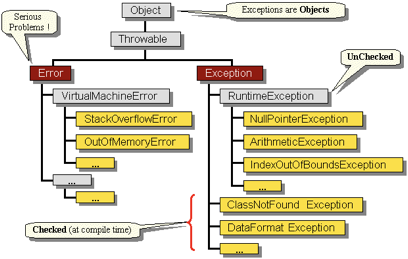 Object
Exceptions are Objects
Serious
Problems !
Throwable
UnChecked
Error
Exception
VirtualMachineError
RuntimeException
StackOverflowError
NullPointerException
OutOfMemoryError
ArithmeticException
...
IndexOutOfBoundsException
...
...
...
ClassNotFound Exception
Checked (at compile time)
DataFormat Exception
...